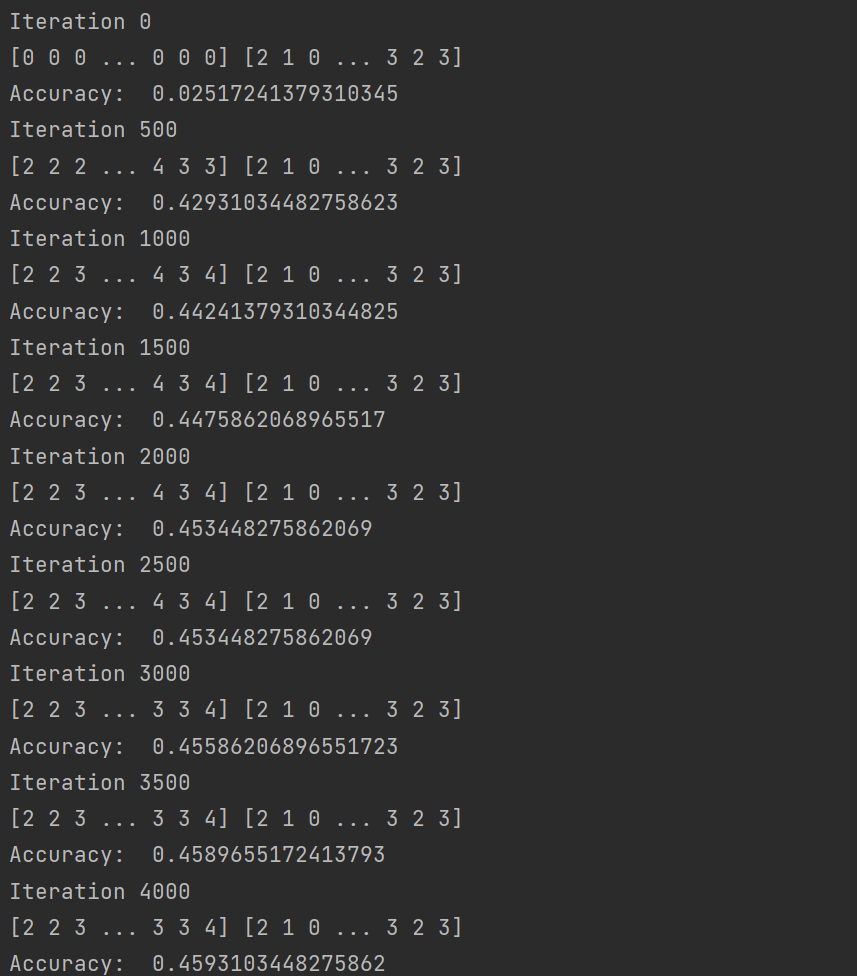 Iteration 0
[0 0 0 ... 0 0 0] [2 1 0 ... 3 2 3]
Accuracy:  0.02517241379310345
Iteration 500
[2 2 2 ... 4 3 3] [2 1 0 ... 3 2 3]
Accuracy:  0.42931034482758623
Iteration 1000
[2 2 3 ... 4 3 4] [2 1 0 ... 3 2 3]
Accuracy:  0.44241379310344825
Iteration 1500
[2 2 3 ... 4 3 4] [2 1 0 ... 3 2 3]
Accuracy:  0.4475862068965517
Iteration 2000
[2 2 3 ... 4 3 4] [2 1 0 ... 3 2 3]
Accuracy:  0.453448275862069
Iteration 2500
[2 2 3 ... 4 3 4] [2 1 0 ... 3 2 3]
Accuracy:  0.453448275862069
Iteration 3000
[2 2 3 ... 3 3 4] [2 1 0 ... 3 2 3]
Accuracy:  0.45586206896551723
Iteration 3500
[2 2 3 ... 3 3 4] [2 1 0 ... 3 2 3]
Accuracy:  0.4589655172413793
Iteration 4000
[2 2 3 ... 3 3 4] [2 1 0 ... 3 2 3]
Accuracy:  0.4593103448275862